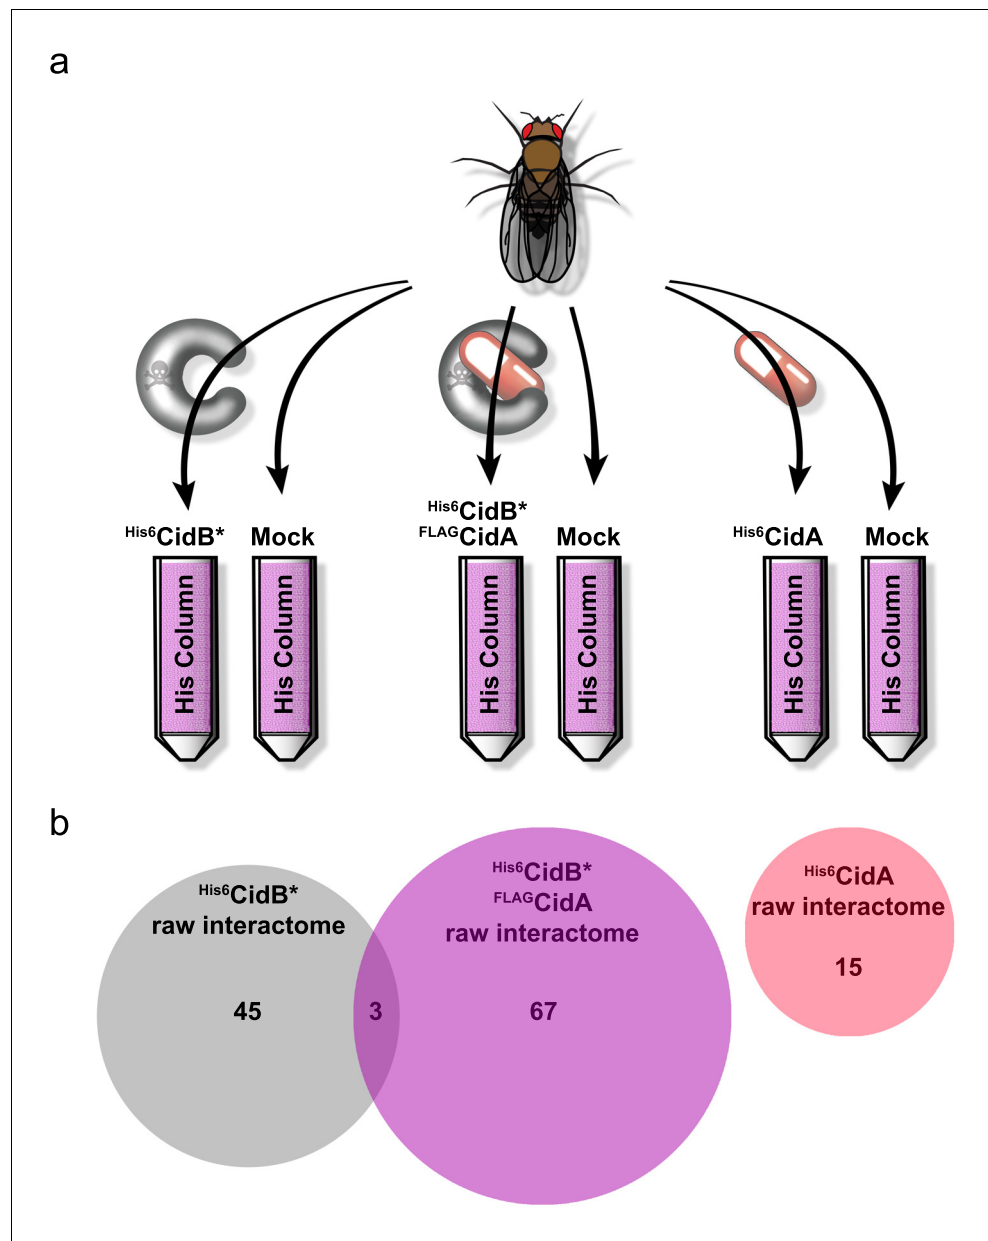 a
His6CidB*
Mock
His6CidB*
FLAGCidA
Mock
His6CidA
Mock
His Column
His Column
His Column
His Column
His Column
His Column
b
His6CidB*
raw interactome
45
3
His6CidB*
FLAGCidA
raw interactome
67
His6CidA
raw interactome
15